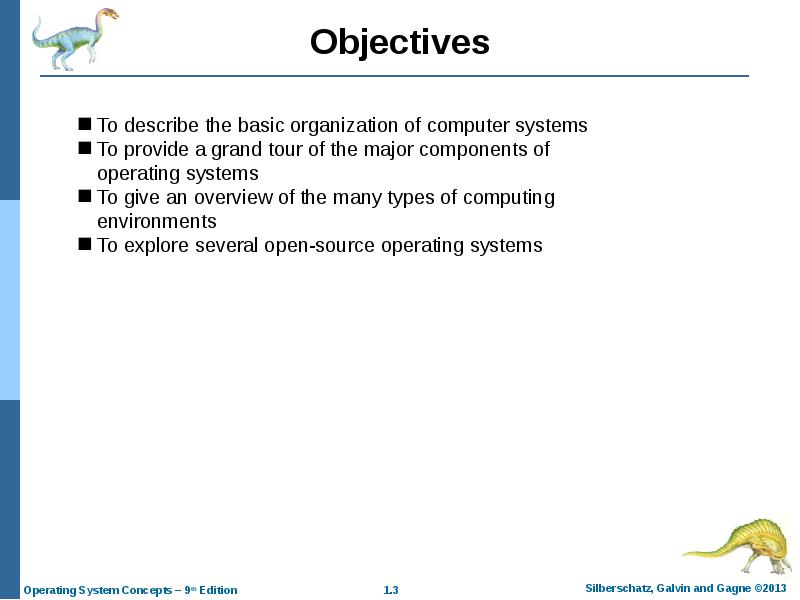 Objectives
■ To describe the basic organization of computer systems
■ To provide a grand tour of the major components of
operating systems
■ To give an overview of the many types of computing
environments
■ To explore several open-source operating systems
Operating System Concepts – 9th Edition
1.3
Silberschatz, Galvin and Gagne ©2013